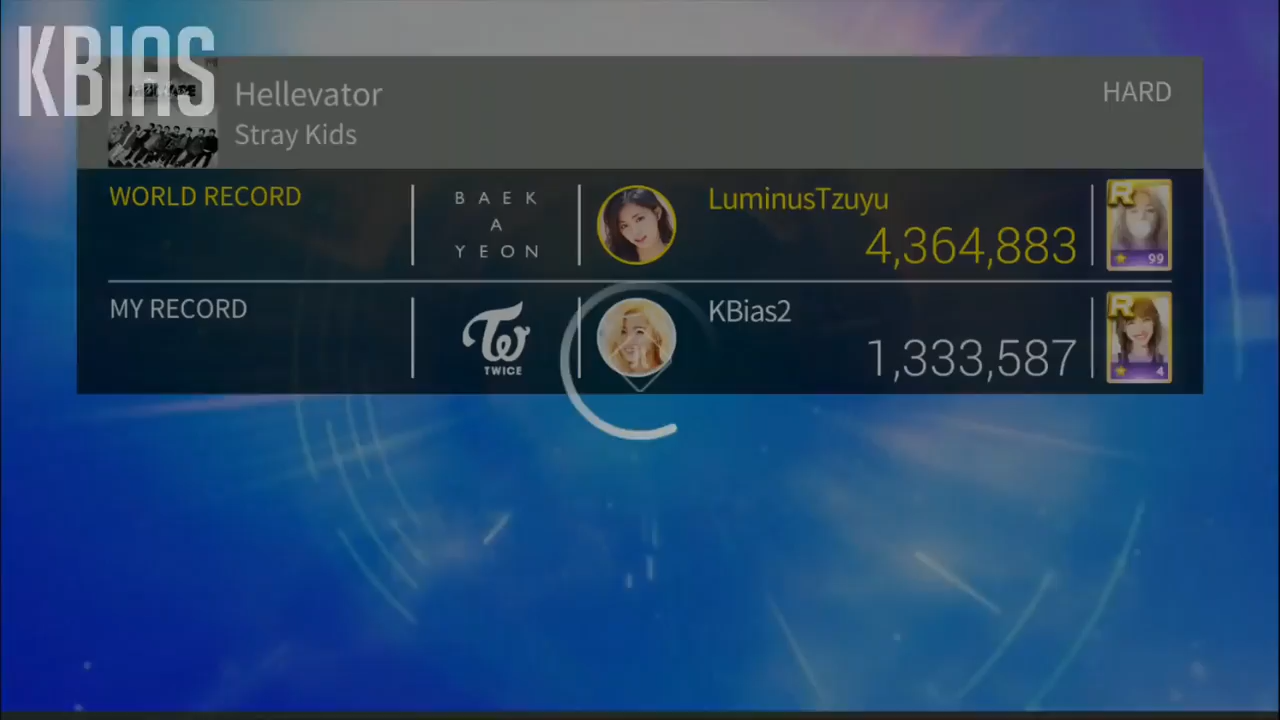 KBIAS
Hellevator
HARD
Stray Kids
WORLD RECORD
BAEK
A
YEON
LuminusTzuyu
4,364,883
R
99
MY RECORD
TWICE
KBias2
1,333,587
R
4